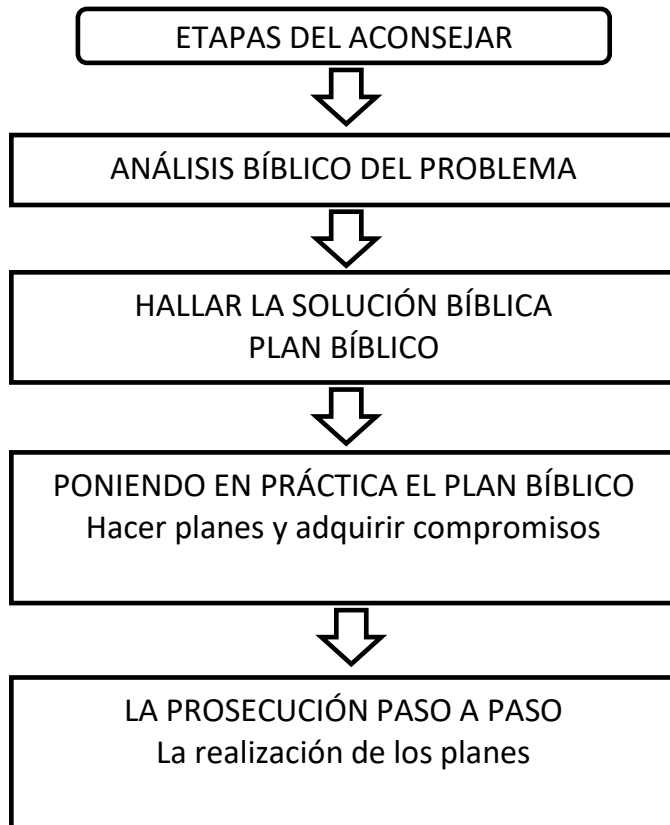 ETAPAS DEL ACONSEJAR
ANÁLISIS BÍBLICO DEL PROBLEMA
HALLAR LA SOLUCIÓN BÍBLICA
PLAN BÍBLICO
PONIENDO EN PRÁCTICA EL PLAN BÍBLICO
Hacer planes y adquirir compromisos
LA PROSECUCIÓN PASO A PASO
La realización de los planes